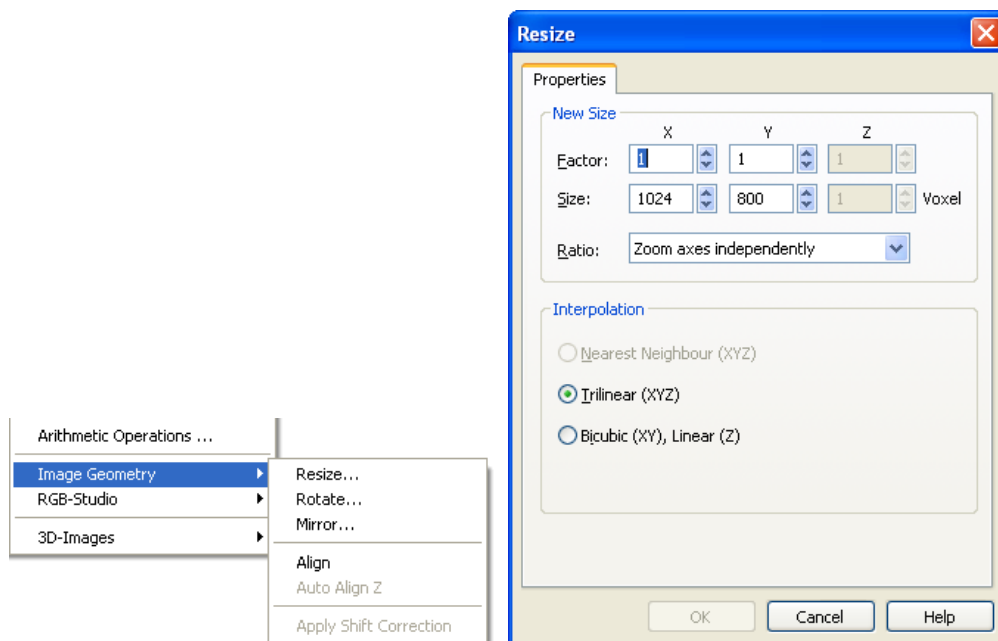 Arithmetic Operations ...
Image Geometry
RGB-Studio
3D-Images
Resize...
Rotate...
Mirror...
Align
Auto Align Z
Apply Shift Correction
Resize
Properties
New Size
X Y Z
Factor: 1 1 1
Size: 1024 800 1 Voxel
Ratio: Zoom axes independently
Interpolation
Nearest Neighbour (XYZ)
Trilinear (XYZ)
Bicubic (XY), Linear (Z)
OK Cancel Help